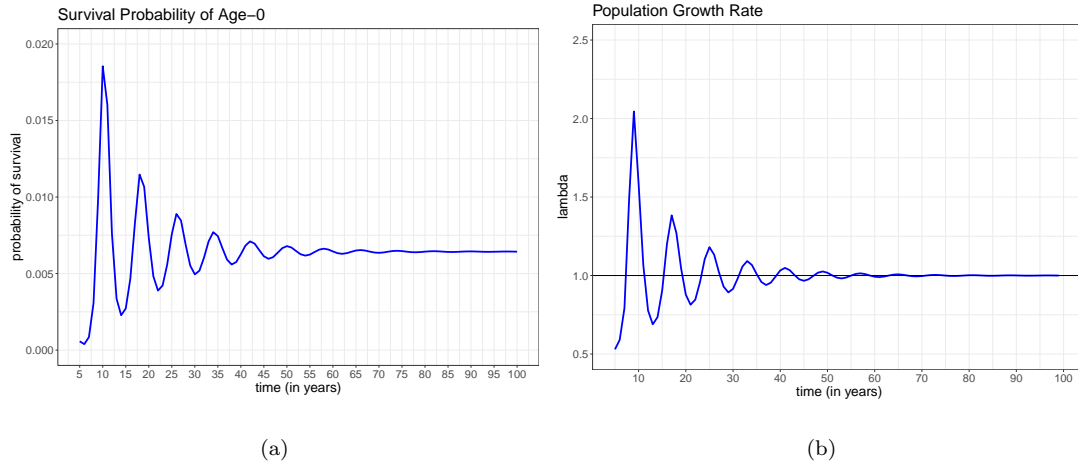 Survival Probability of Age−0
0.020
0.015
0.010
0.005
0.000
probability of survival
5 10 15 20 25 30 35 40 45 50 55 60 65 70 75 80 85 90 95 100
time (in years)
(a)
Population Growth Rate
2.5
2.0
1.5
1.0
0.5
lambda
10 20 30 40 50 60 70 80 90 100
time (in years)
(b)